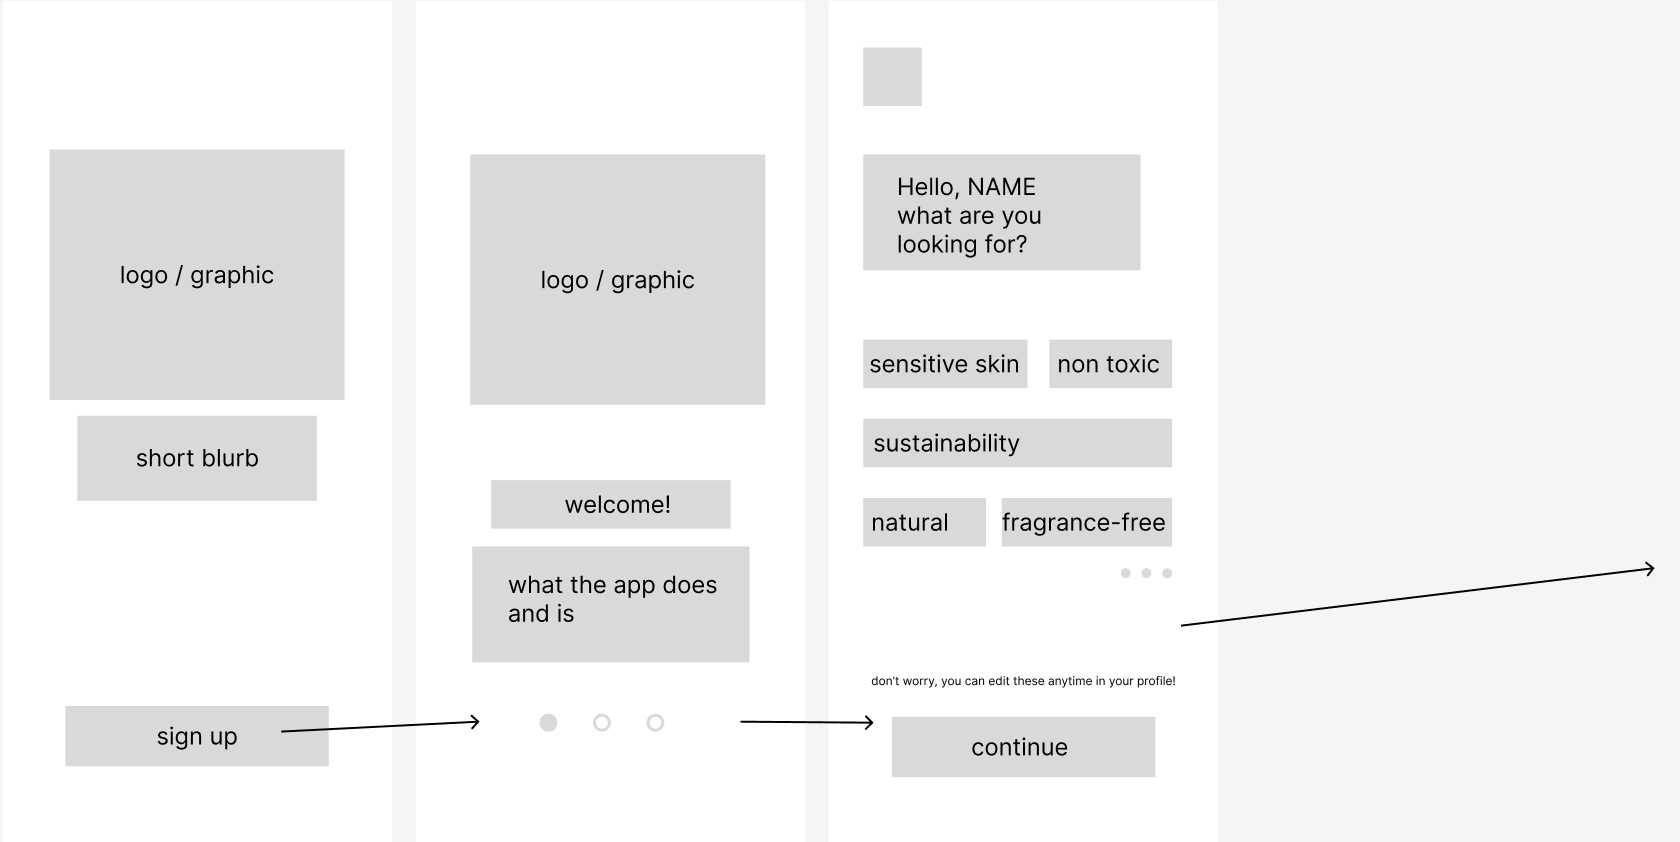 logo / graphic
short blurb
sign up
logo / graphic
welcome!
what the app does
and is
Hello, NAME
what are you
looking for?
sensitive skin
non toxic
sustainability
natural
fragrance-free
don't worry, you can edit these anytime in your profile!
continue